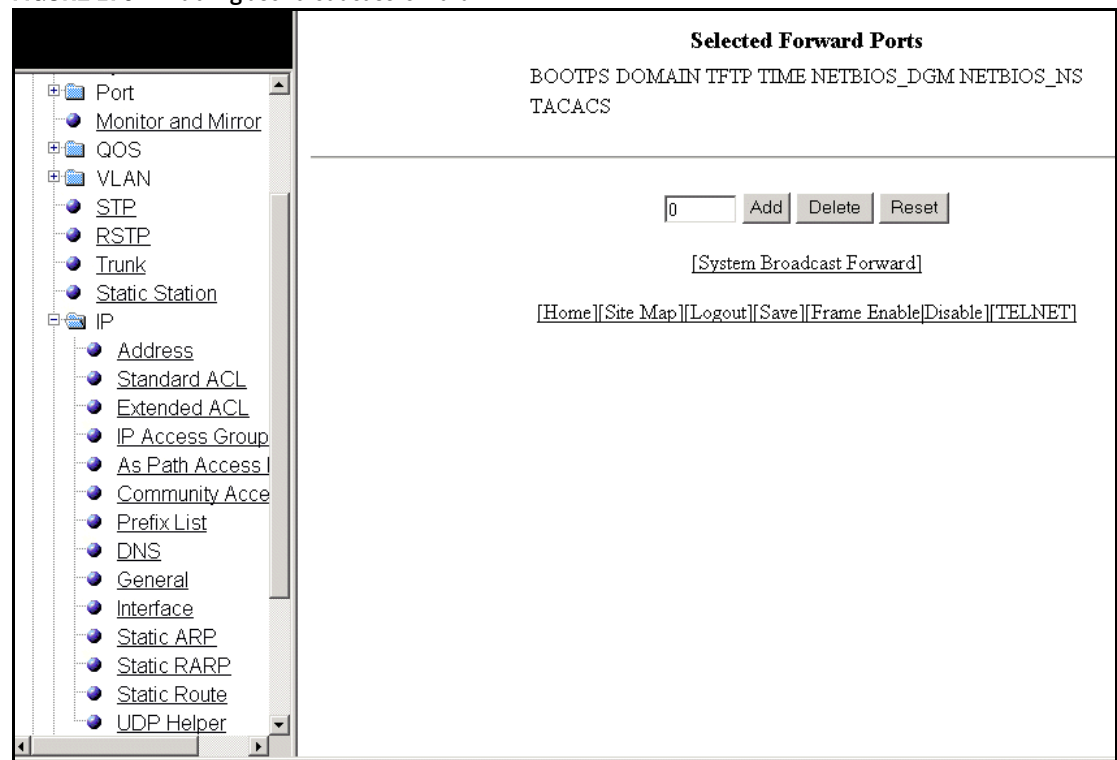 Port
Monitor and Mirror
QOS
VLAN
STP
RSTP
Trunk
Static Station
IP
Address
Standard ACL
Extended ACL
IP Access Group
As Path Access
Community Acce
Prefix List
DNS
General
Interface
Static ARP
Static RARP
Static Route
UDP Helper
Selected Forward Ports
BOOTPS DOMAIN TFTP TIME NETBIOS_DGM NETBIOS_NS
TACACS
0 Add Delete Reset
[System Broadcast Forward]
[Home][Site Map][Logout][Save][Frame Enable|Disable][TELNET]